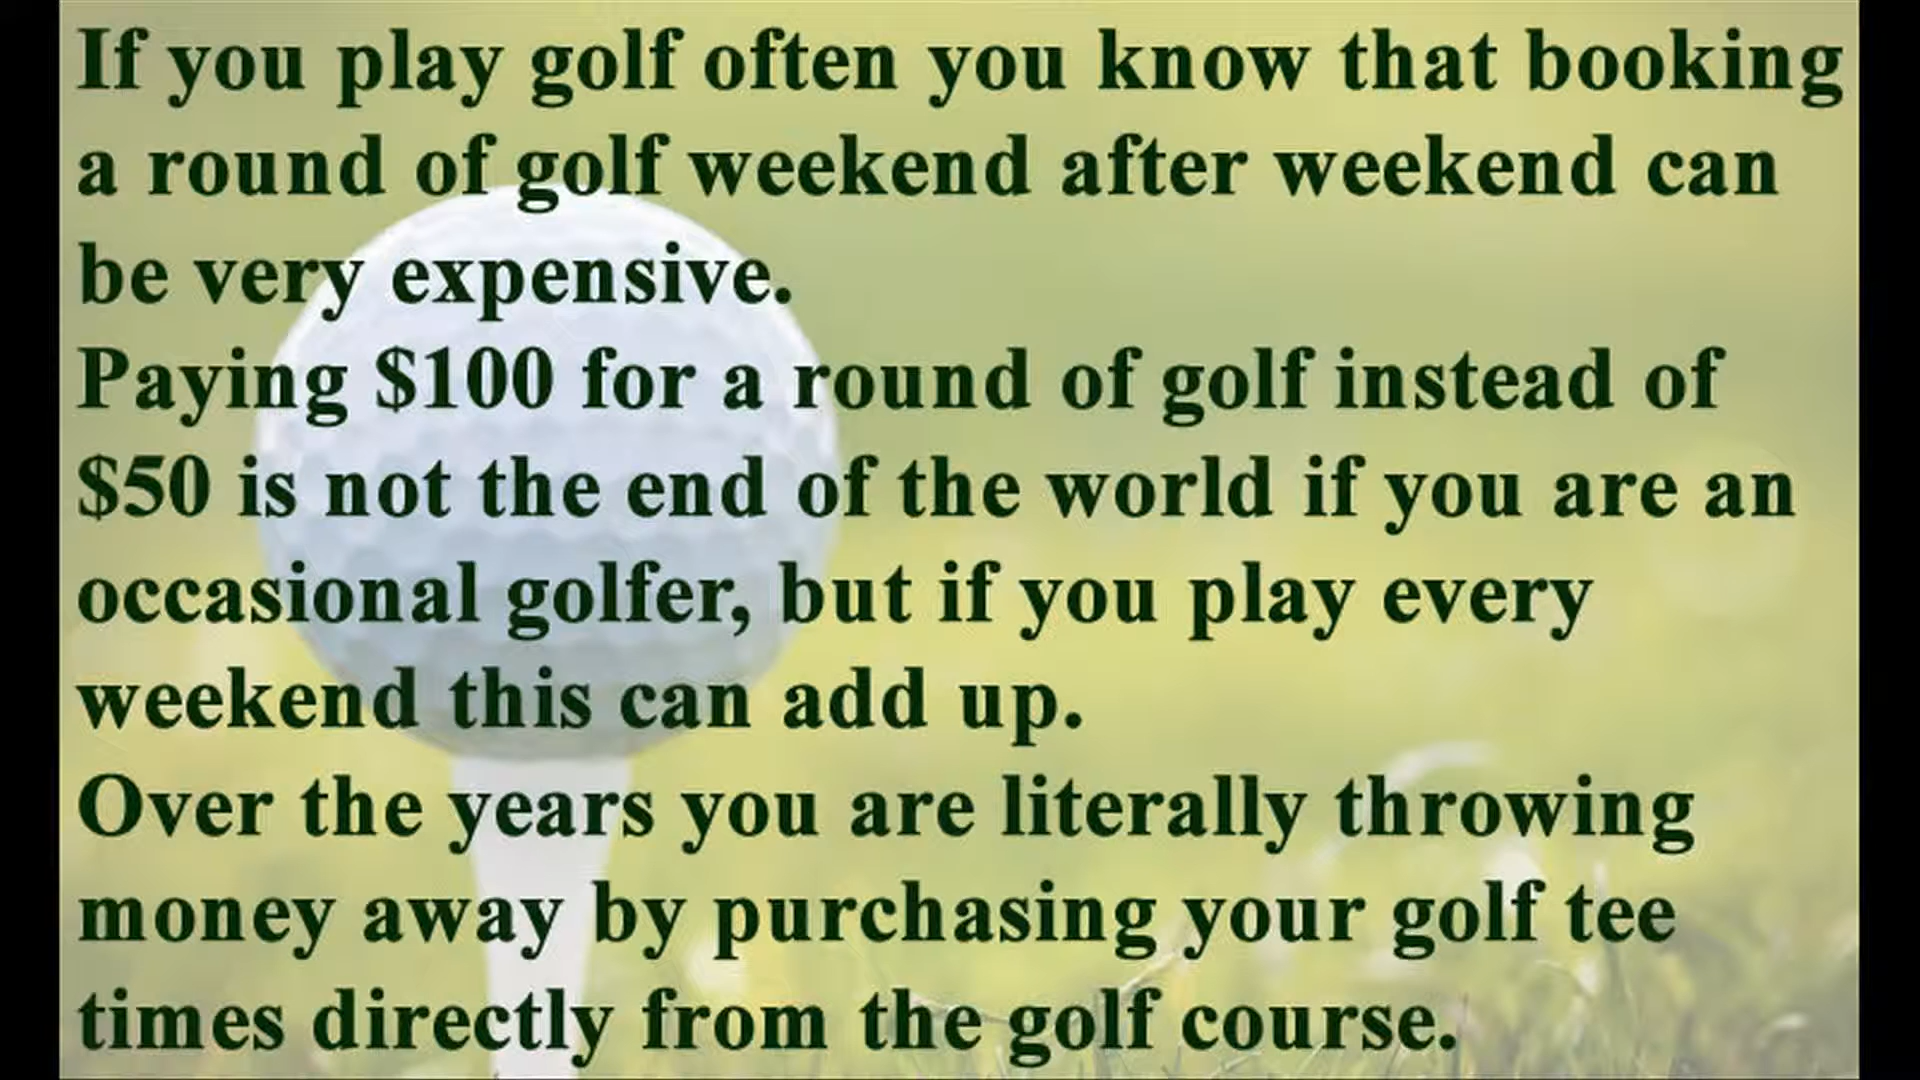 If you play golf often you know that booking
a round of golf weekend after weekend can
be very expensive.
Paying $100 for a round of golf instead of
$50 is not the end of the world if you are an
occasional golfer, but if you play every
weekend this can add up.
Over the years you are literally throwing
money away by purchasing your golf tee
times directly from the golf course.